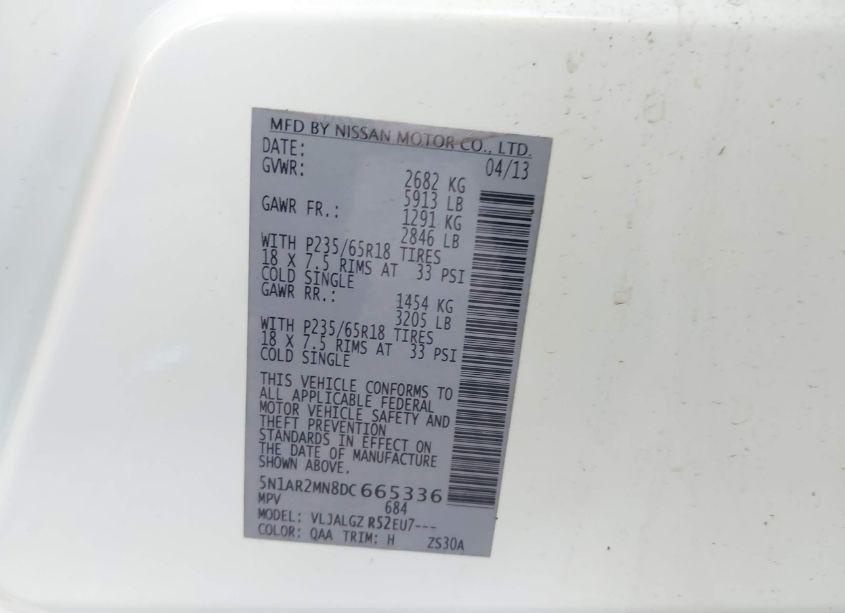 MFD BY NISSAN MOTOR CO., LTD.
DATE: 04/13
GVWR: 2682 KG
5913 LB
GAWR FR.: 1291 KG
2846 LB
WITH P235/65R18 TIRES
18 X 7.5 RIMS AT 33 PSI
COLD SINGLE
GAWR RR.: 1454 KG
3205 LB
WITH P235/65R18 TIRES
18 X 7.5 RIMS AT 33 PSI
COLD SINGLE
THIS VEHICLE CONFORMS TO
ALL APPLICABLE FEDERAL
MOTOR VEHICLE SAFETY AND
THEFT PREVENTION
STANDARDS IN EFFECT ON
THE DATE OF MANUFACTURE
SHOWN ABOVE.
5N1AR2MN8DC665336
MPV 684
MODEL: VLJALGZ R52EU7---
COLOR: QAA TRIM: H ZS30A